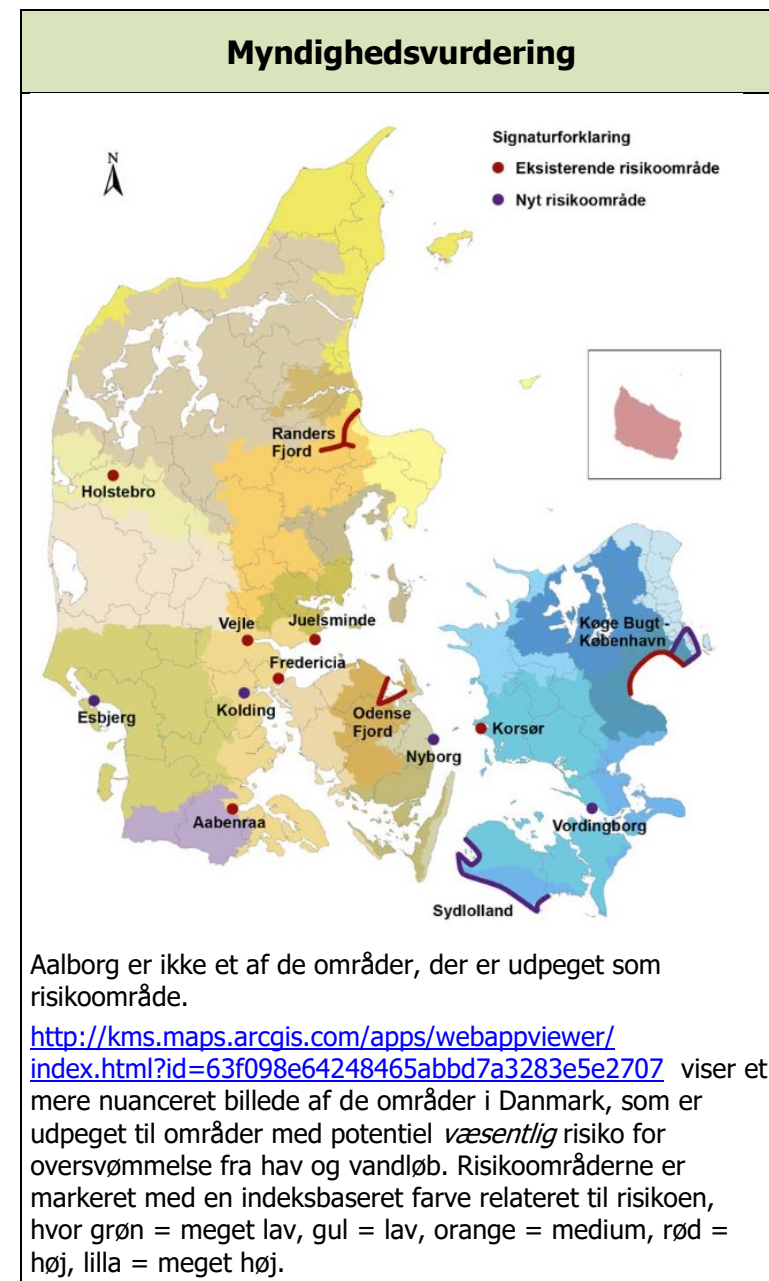 Myndighedsvurdering
N
Signaturforklaring
Eksisterende risikoområde
Nyt risikoområde
Randers
Fjord
Holstebro
Vejle
Juelsminde
Køge Bugt -
København
Fredericia
Esbjerg
Kolding
Odense
Fjord
Korsør
Nyborg
Aabenraa
Vordingborg
Sydlolland
Aalborg er ikke et af de områder, der er udpeget som
risikoområde.
http://kms.maps.arcgis.com/apps/webappviewer/
index.html?id=63f098e64248465abbd7a3283e5e2707 viser et
mere nuanceret billede af de områder i Danmark, som er
udpeget til områder med potentiel væsentlig risiko for
oversvømmelse fra hav og vandløb. Risikoområderne er
markeret med en indeksbaseret farve relateret til risikoen,
hvor grøn = meget lav, gul = lav, orange = medium, rød =
høj, lilla = meget høj.